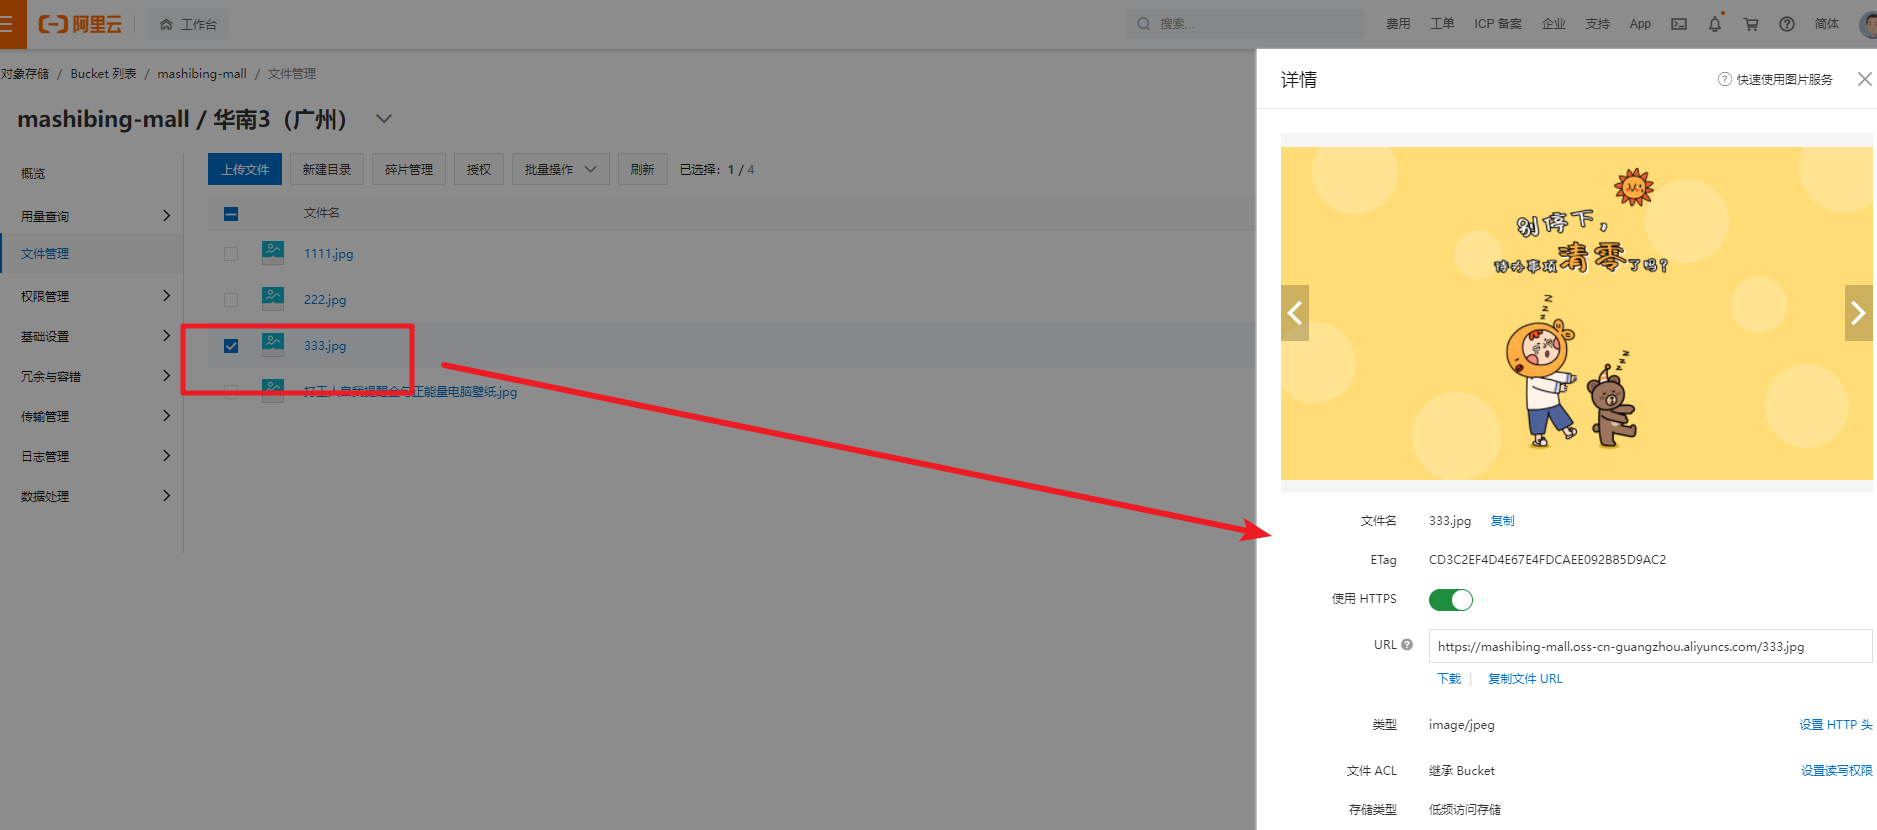 阿里云
工作台
搜索...
费用 工单 ICP 备案 企业 支持 App 简体
对象存储 / Bucket 列表 / mashibing-mall / 文件管理
mashibing-mall / 华南3（广州）
概览
用量查询
文件管理
权限管理
基础设置
冗余与容错
传输管理
日志管理
数据处理
上传文件 新建目录 碎片管理 授权 批量操作 刷新 已选择：1 / 4
文件名
1111.jpg
222.jpg
333.jpg
打工人自我提醒金句正能量电脑壁纸.jpg
详情
快速使用图片服务
别停下，
待办事项清零了吗?
z z z
z z z
文件名 333.jpg 复制
ETag CD3C2EF4D4E67E4FDCAEE092B85D9AC2
使用 HTTPS
URL https://mashibing-mall.oss-cn-guangzhou.aliyuncs.com/333.jpg
下载 | 复制文件 URL
类型 image/jpeg 设置 HTTP 头
文件 ACL 继承 Bucket 设置读写权限
存储类型 低频访问存储